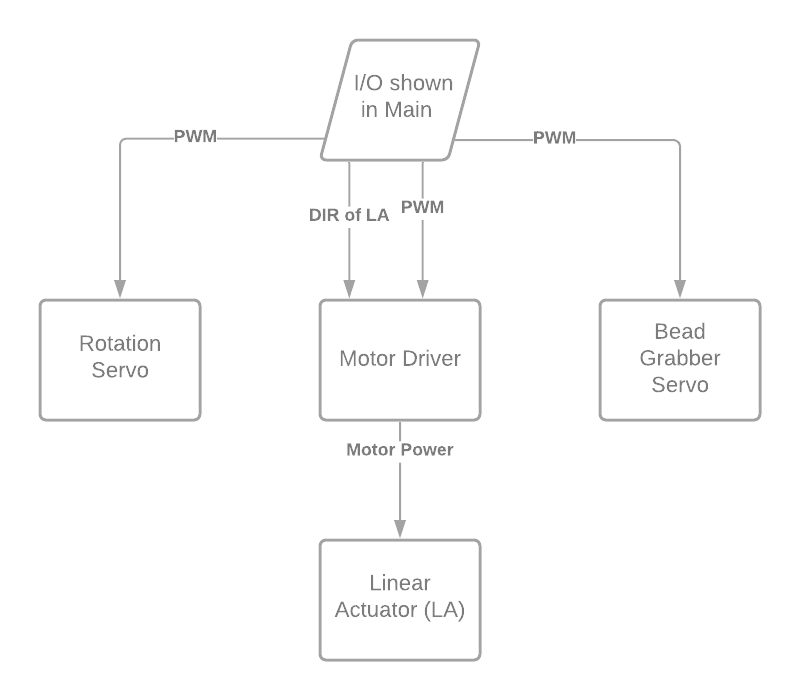 I/O shown
in Main
PWM
PWM
DIR of LA
PWM
Rotation
Servo
Motor Driver
Bead
Grabber
Servo
Motor Power
Linear
Actuator (LA)